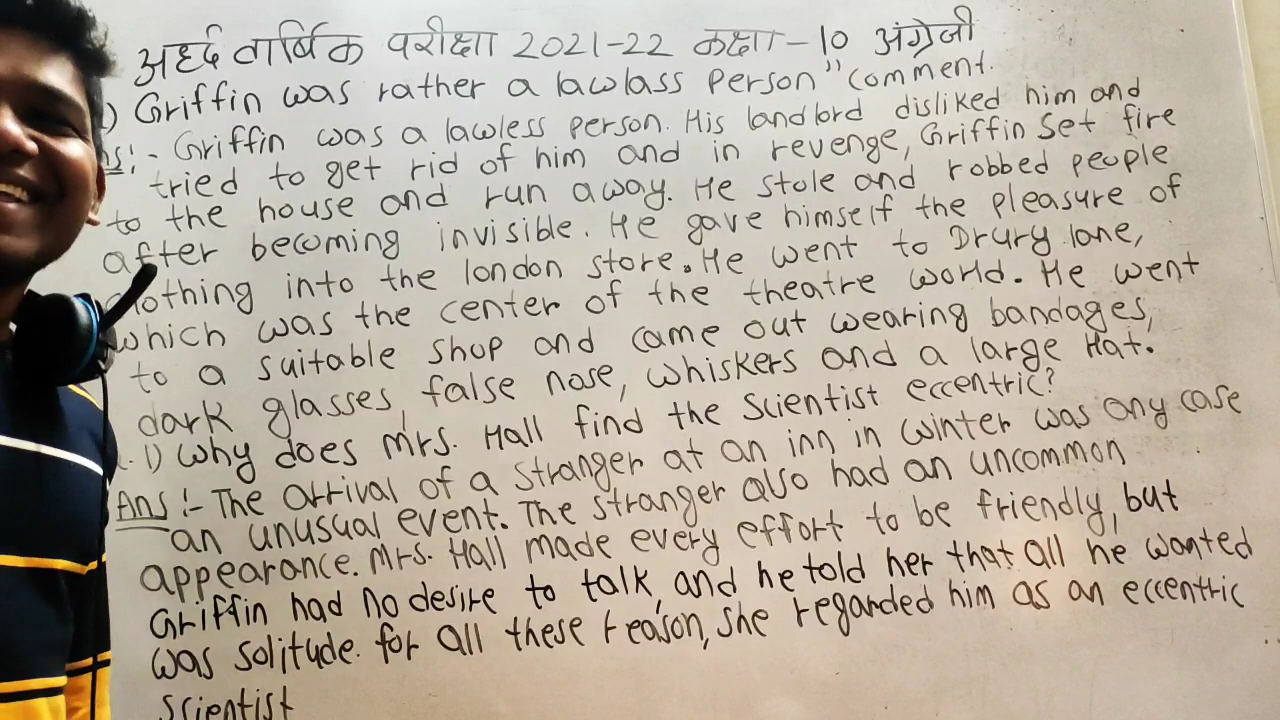 अर्ध्द वार्षिक परीक्षा 2021-22 कक्षा-10 अंग्रेजी
) Griffin was rather a lawlass person" comment.
ns:- Griffin was a lawless person. His landlord disliked him and
tried to get rid of him and in revenge, Griffin set fire
to the house and run away. He stole and robbed people
after becoming invisible. He gave himself the pleasure of
clothing into the london store. He went to Drury lane,
which was the center of the theatre world. He went
to a suitable shop and came out wearing bandages,
dark glasses, false nose, whiskers and a large Hat.
1) Why does Mrs. Hall find the Scientist eccentric?
Ans:- The arrival of a stranger at an inn in winter was any case
an unusual event. The stranger also had an uncommon
appearance. Mrs. Hall made every effort to be friendly, but
Griffin had no desire to talk, and he told her that all he wanted
was solitude. for all these reason, she regarded him as an eccentric
scientist